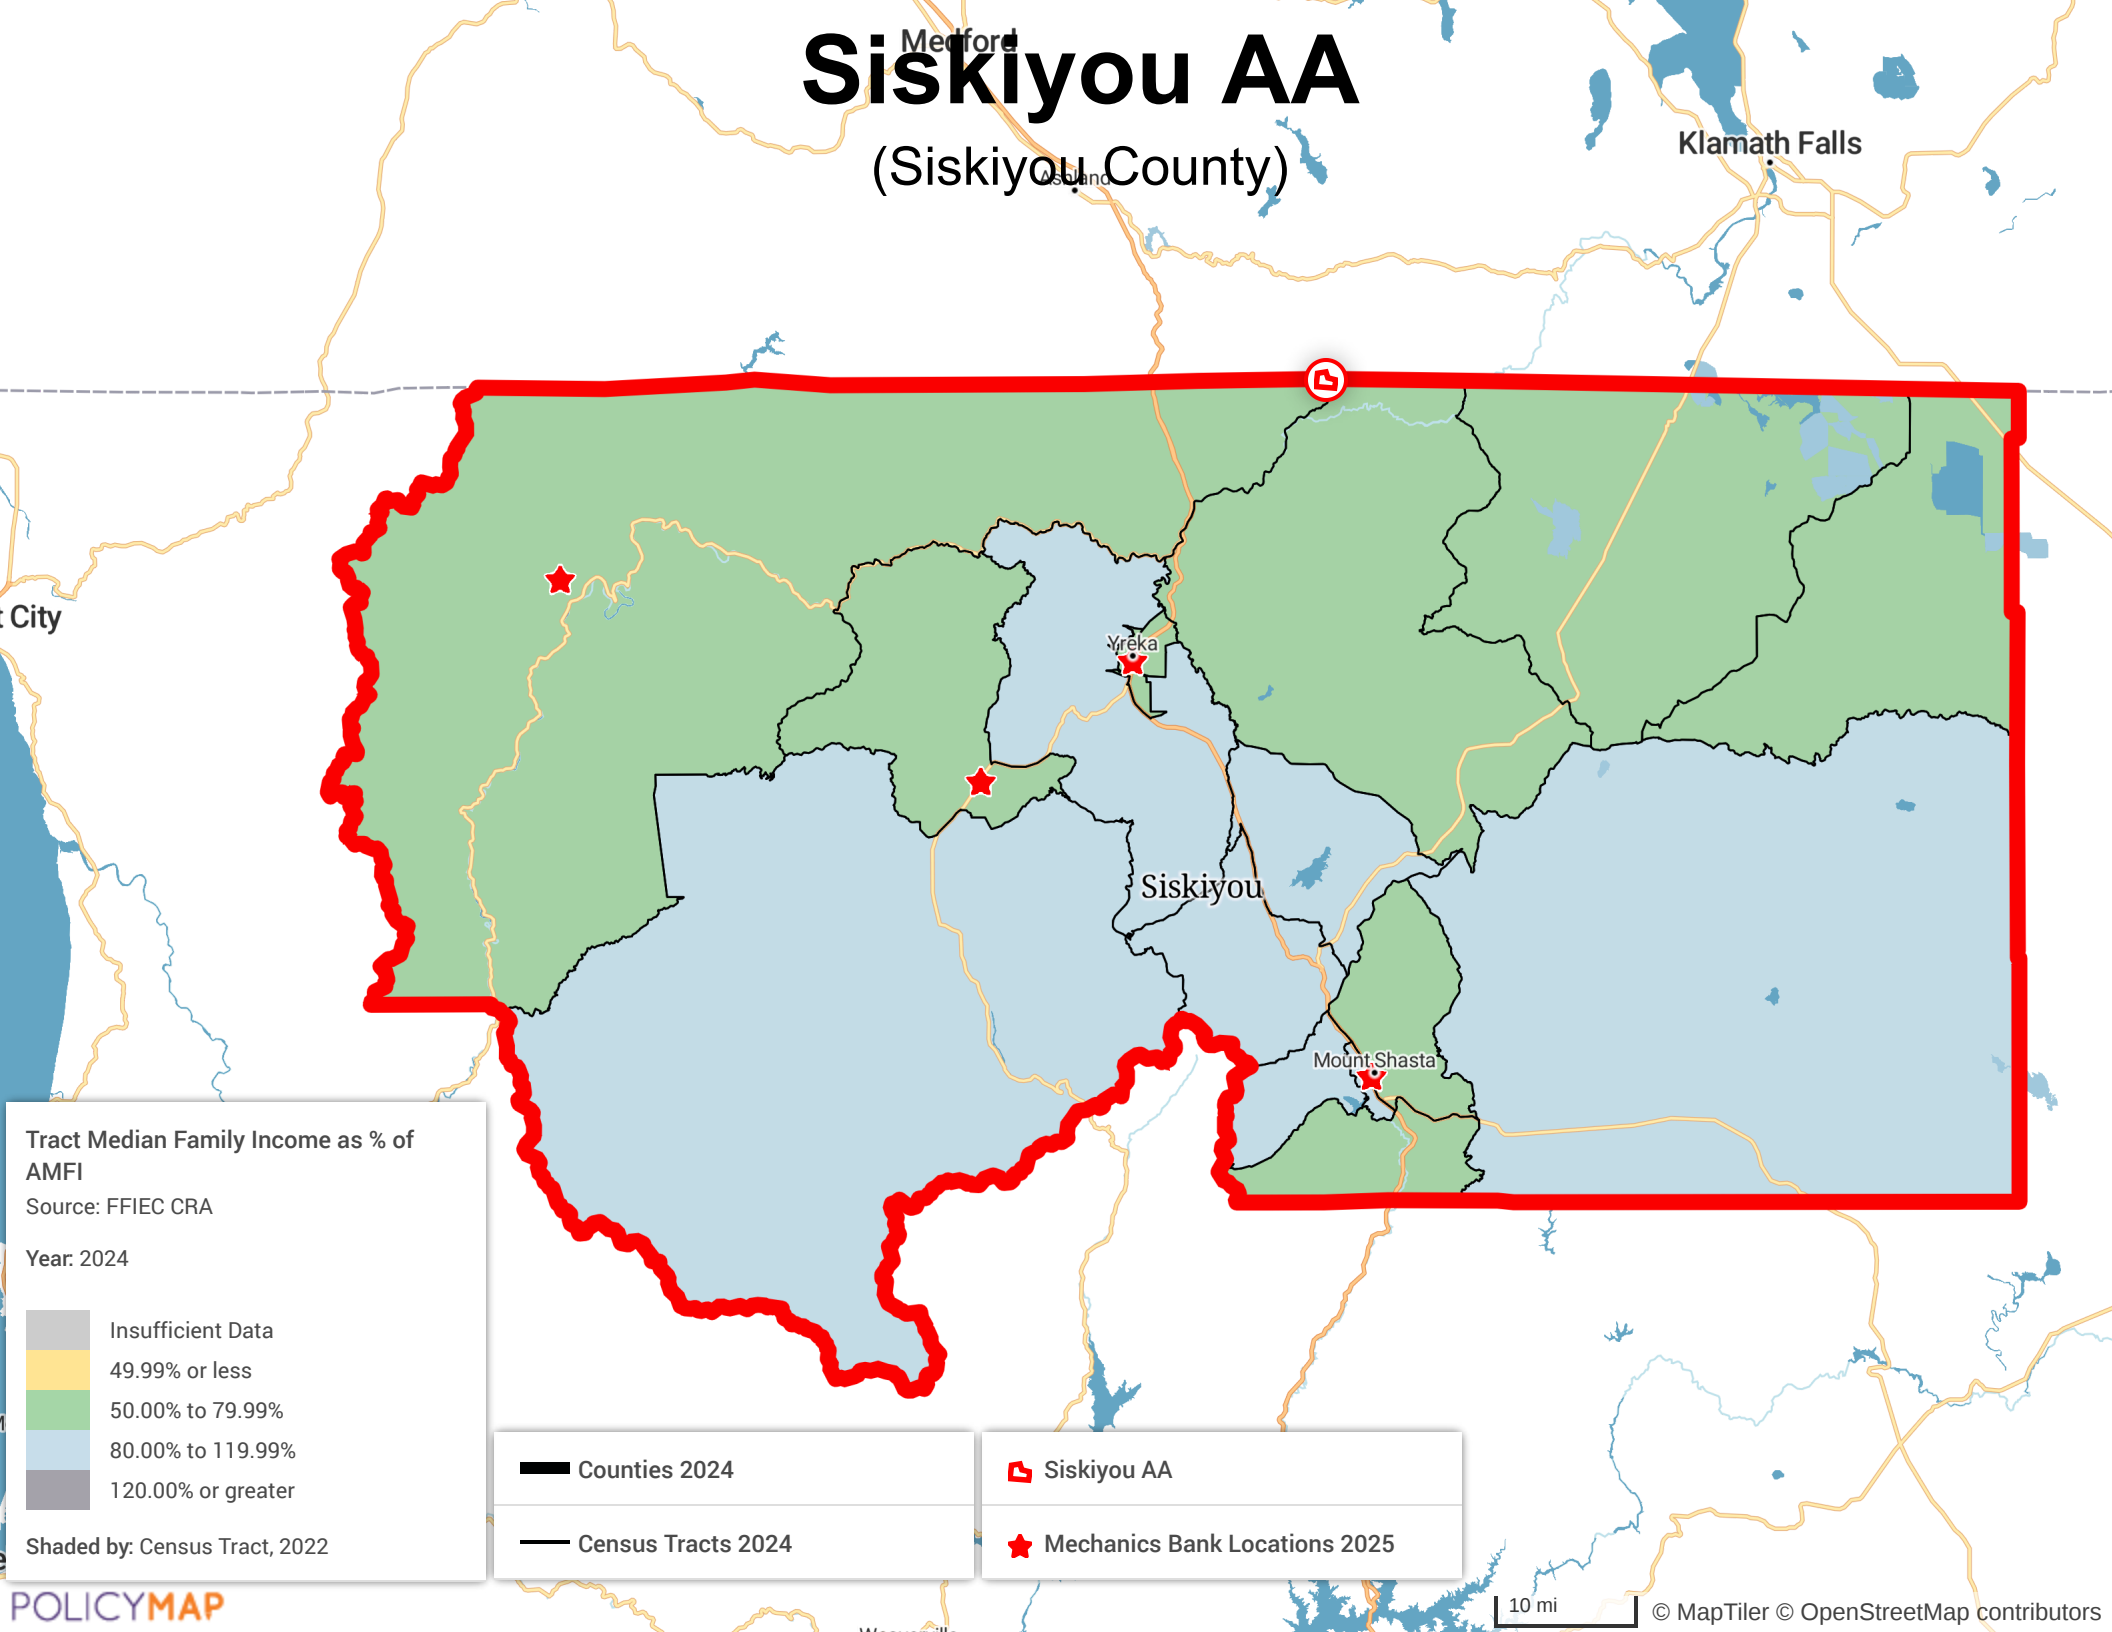 Medford
Siskiyou AA
(Siskiyou County)
Ashland
Klamath Falls
t City
Yreka
Siskiyou
Mount Shasta
Tract Median Family Income as % of
AMFI
Source: FFIEC CRA
Year: 2024
Insufficient Data
49.99% or less
50.00% to 79.99%
80.00% to 119.99%
120.00% or greater
Shaded by: Census Tract, 2022
Counties 2024
Census Tracts 2024
Siskiyou AA
Mechanics Bank Locations 2025
POLICYMAP
10 mi
© MapTiler © OpenStreetMap contributors